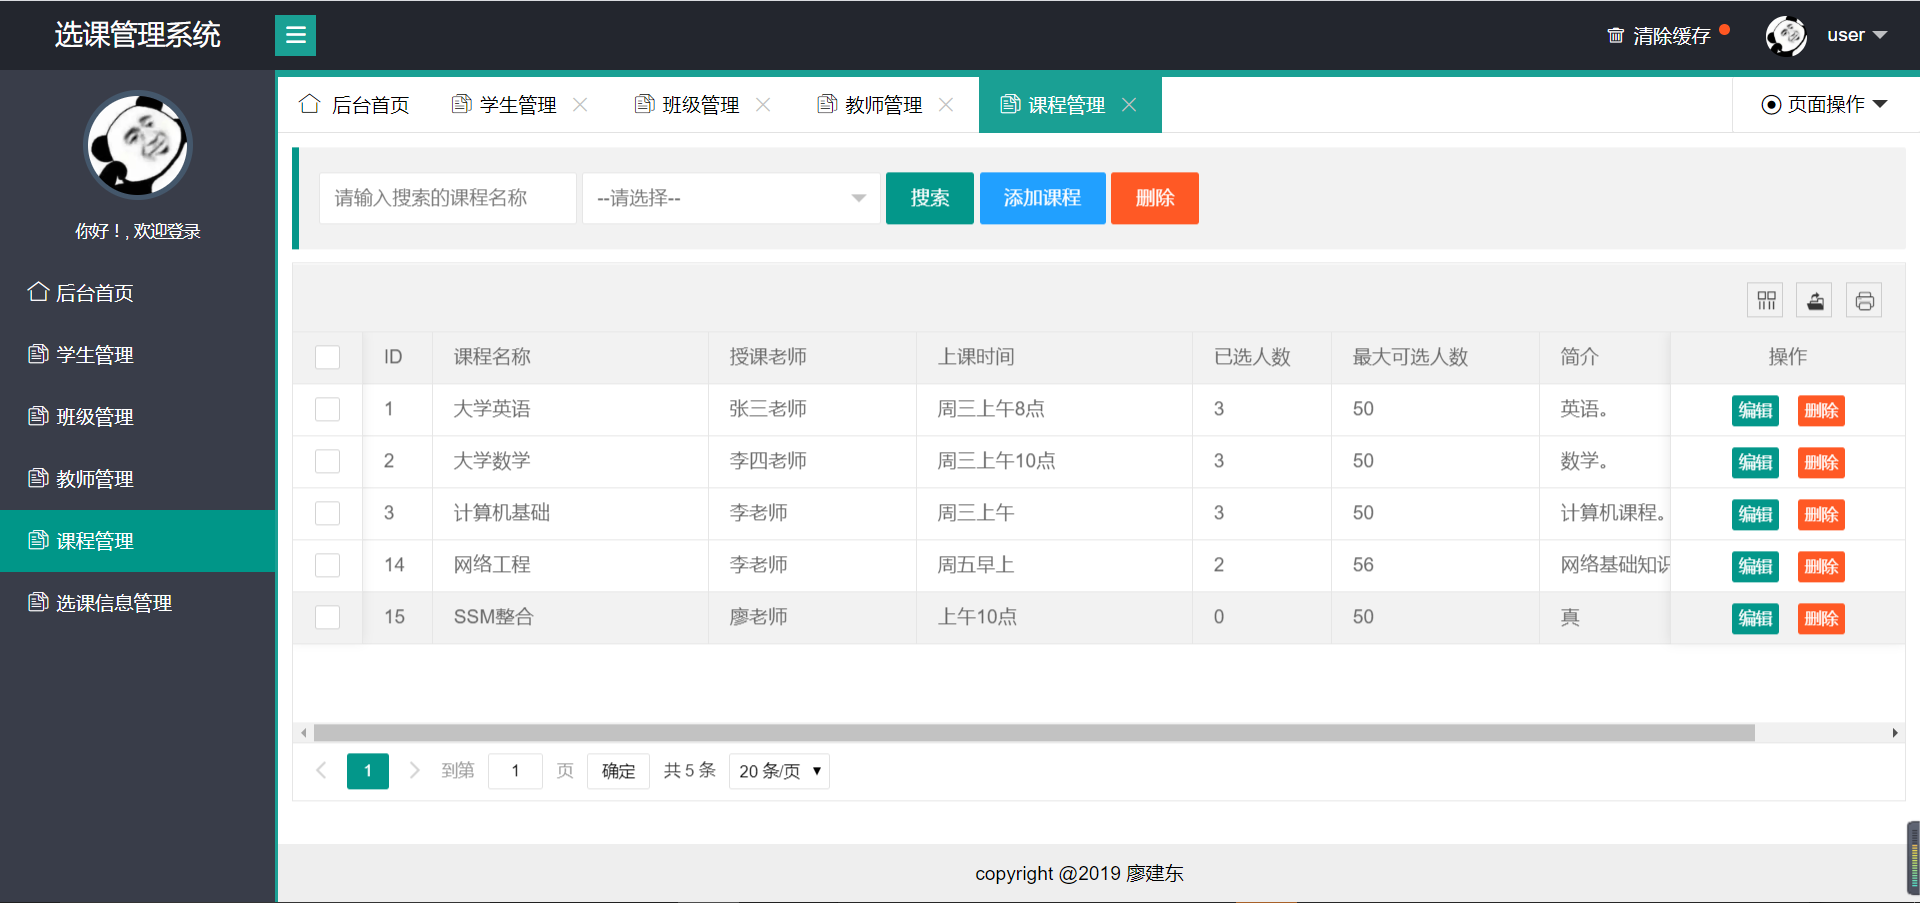 选课管理系统
清除缓存
user
你好！, 欢迎登录
后台首页
学生管理
班级管理
教师管理
课程管理
选课信息管理
后台首页 学生管理 班级管理 教师管理 课程管理 页面操作
请输入搜索的课程名称 --请选择-- 搜索 添加课程 删除
ID 课程名称 授课老师 上课时间 已选人数 最大可选人数 简介 操作
1 大学英语 张三老师 周三上午8点 3 50 英语。 编辑 删除
2 大学数学 李四老师 周三上午10点 3 50 数学。 编辑 删除
3 计算机基础 李老师 周三上午 3 50 计算机课程。 编辑 删除
14 网络工程 李老师 周五早上 2 56 网络基础知识 编辑 删除
15 SSM整合 廖老师 上午10点 0 50 真 编辑 删除
1 到第 1 页 确定 共 5 条 20 条/页
copyright @2019 廖建东